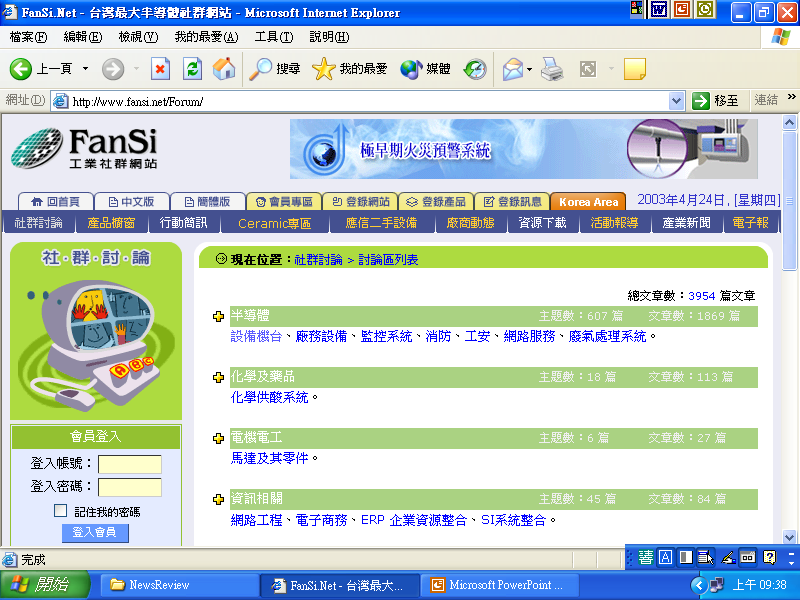 FanSi.Net - 台灣最大半導體社群網站 - Microsoft Internet Explorer
檔案(F) 編輯(E) 檢視(V) 我的最愛(A) 工具(T) 說明(H)
上一頁 搜尋 我的最愛 媒體
網址(D) http://www.fansi.net/Forum/ 移至 連結 »
FanSi
工業社群網站
極早期火災預警系統
回首頁 中文版 簡體版 會員專區 登錄網站 登錄產品 登錄訊息 Korea Area 2003年4月24日, [星期四]
社群討論 產品櫥窗 行動簡訊 Ceramic專區 應信二手設備 廠商動態 資源下載 活動報導 產業新聞 電子報
社·群·討·論
現在位置：社群討論 > 討論區列表
總文章數：3954 篇文章
半導體 主題數：607 篇 文章數：1869 篇
設備機台、廠務設備、監控系統、消防、工安、網路服務、廢氣處理系統。
化學及藥品 主題數：18 篇 文章數：113 篇
化學供酸系統。
電機電工 主題數：6 篇 文章數：27 篇
馬達及其零件。
資訊相關 主題數：45 篇 文章數：84 篇
網路工程、電子商務、ERP 企業資源整合、SI系統整合。
A B C
會員登入
登入帳號：
登入密碼：
記住我的密碼
登入會員
完成
開始 NewsReview FanSi.Net - 台灣最大... Microsoft PowerPoint ... 上午 09:38